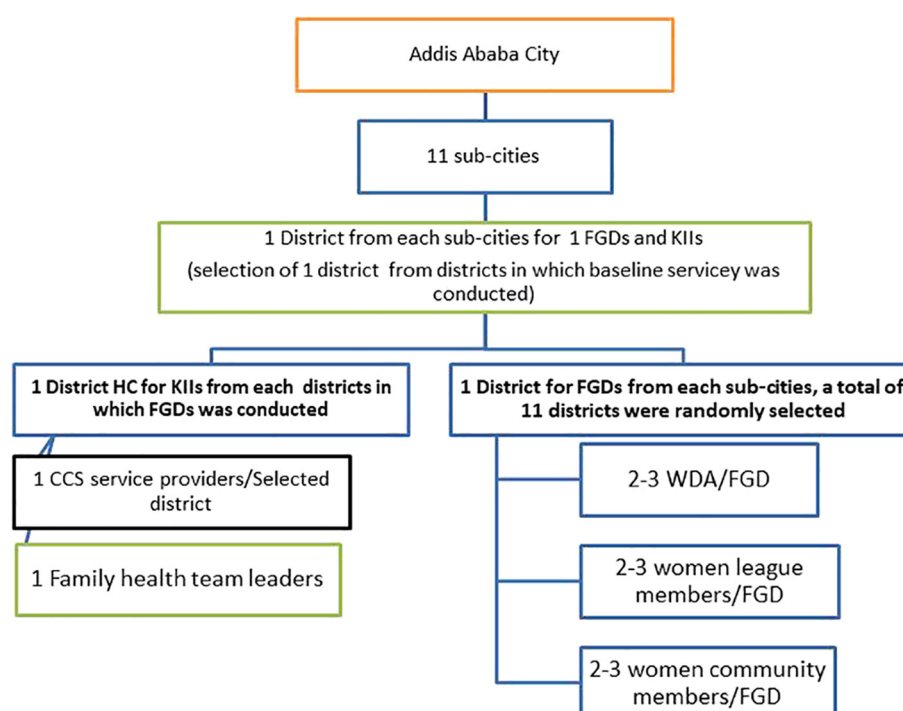 Addis Ababa City
11 sub-cities
1 District from each sub-cities for 1 FGDs and KIIs
(selection of 1 district from districts in which baseline servicey was
conducted)
1 District HC for KIIs from each districts in
which FGDs was conducted
1 District for FGDs from each sub-cities, a total of
11 districts were randomly selected
1 CCS service providers/Selected
district
1 Family health team leaders
2-3 WDA/FGD
2-3 women league
members/FGD
2-3 women community
members/FGD